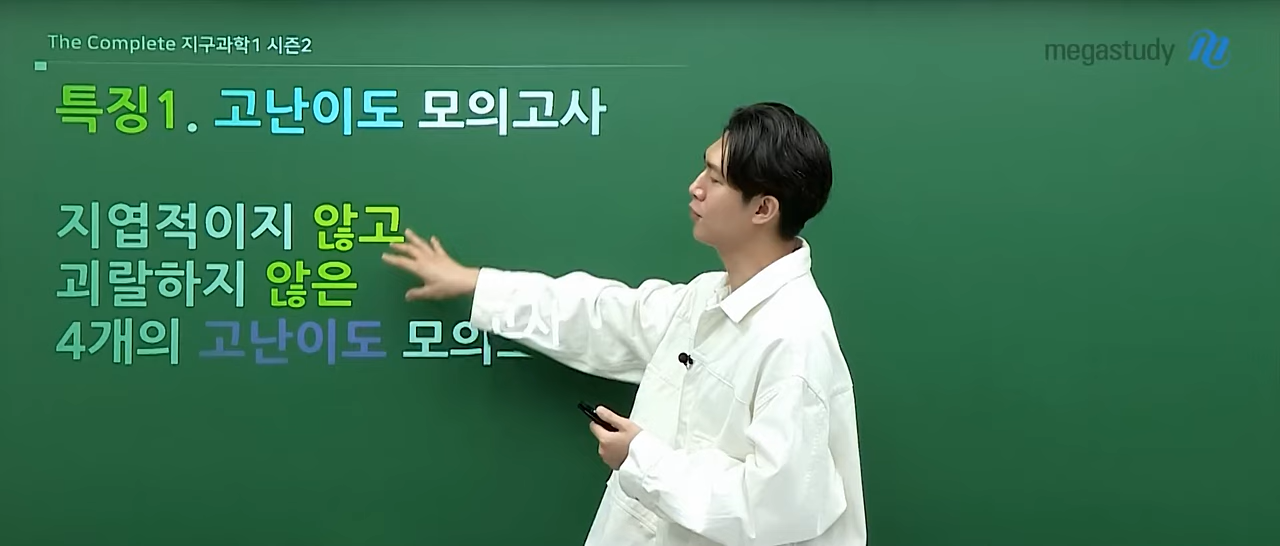 The Complete 지구과학1 시즌2
megastudy
특징1. 고난이도 모의고사
지엽적이지 않고
괴랄하지 않은
4개의 고난이도 모의고사